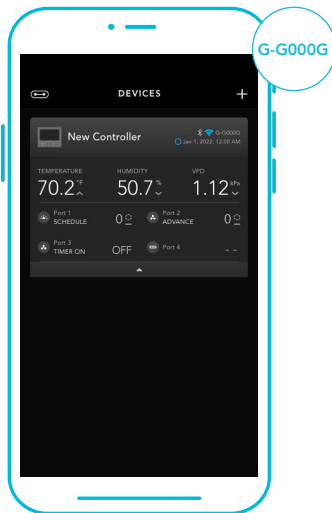 G-G000G
DEVICES +
New Controller
G-G000G
Jan 1, 2022, 12:00 AM
TEMPERATURE HUMIDITY VPD
70.2 °F 50.7 % 1.12 kPa
Port 1 Port 2
SCHEDULE 0 ADVANCE 0
Port 3 Port 4
TIMER ON OFF - -